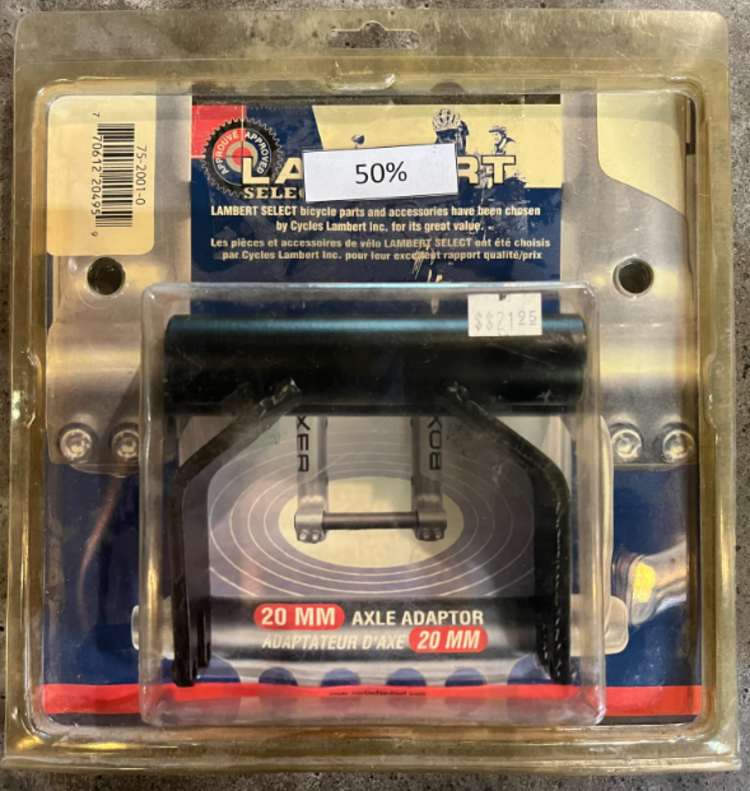 75-2001-0
7 70612 20495 9
APPROUVÉ APPROVED
50%
SELEC
LAMBERT SELECT bicycle parts and accessories have been chosen
by Cycles Lambert Inc. for its great value.
Les pièces et accessoires de vélo LAMBERT SELECT ont été choisis
par Cycles Lambert Inc. pour leur excellent rapport qualité/prix
$$21.95
20 MM AXLE ADAPTOR
ADAPTATEUR D'AXE 20 MM